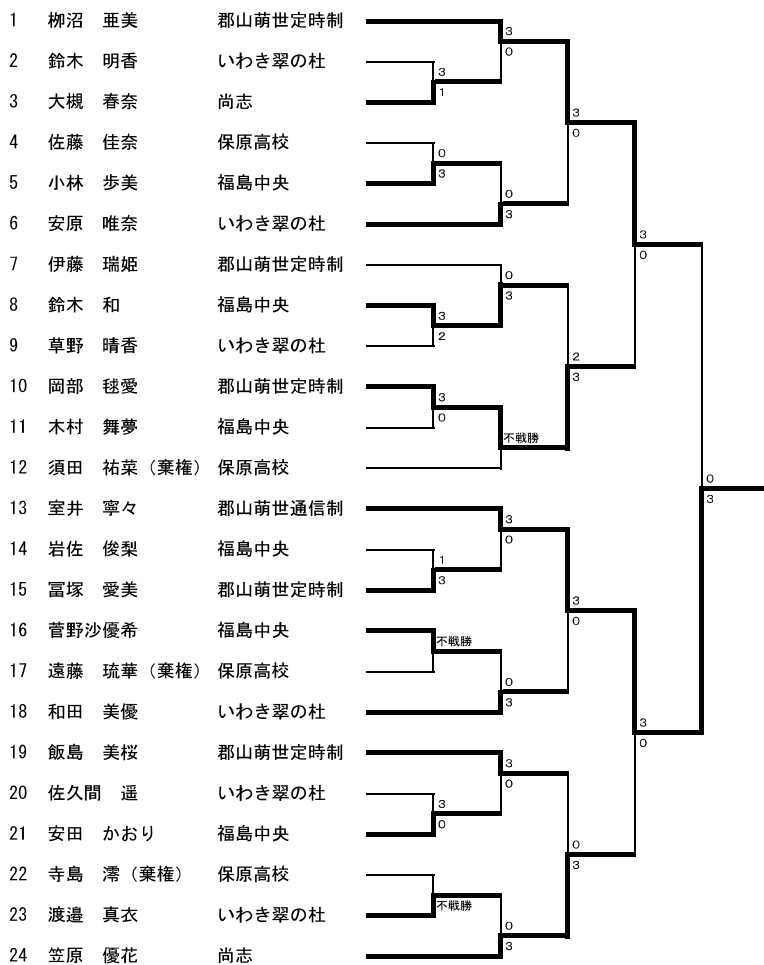 1 栁沼 亜美 郡山萌世定時制
3
2 鈴木 明香 いわき翠の杜
0
3
3 大槻 春奈 尚志
1
3
4 佐藤 佳奈 保原高校
0
0
5 小林 歩美 福島中央
3
0
6 安原 唯奈 いわき翠の杜
3
3
7 伊藤 瑞姫 郡山萌世定時制
0
0
8 鈴木 和 福島中央
3
3
9 草野 晴香 いわき翠の杜
2
2
10 岡部 毬愛 郡山萌世定時制
3
3
11 木村 舞夢 福島中央
0
不戦勝
12 須田 祐菜（棄権） 保原高校
0
3
13 室井 寧々 郡山萌世通信制
3
14 岩佐 俊梨 福島中央
0
1
15 冨塚 愛美 郡山萌世定時制
3
3
16 菅野沙優希 福島中央
0
不戦勝
17 遠藤 琉華（棄権） 保原高校
0
18 和田 美優 いわき翠の杜
3
3
19 飯島 美桜 郡山萌世定時制
0
3
20 佐久間 遥 いわき翠の杜
0
3
21 安田 かおり 福島中央
0
0
22 寺島 澪（棄権） 保原高校
3
不戦勝
23 渡邉 真衣 いわき翠の杜
0
24 笠原 優花 尚志
3